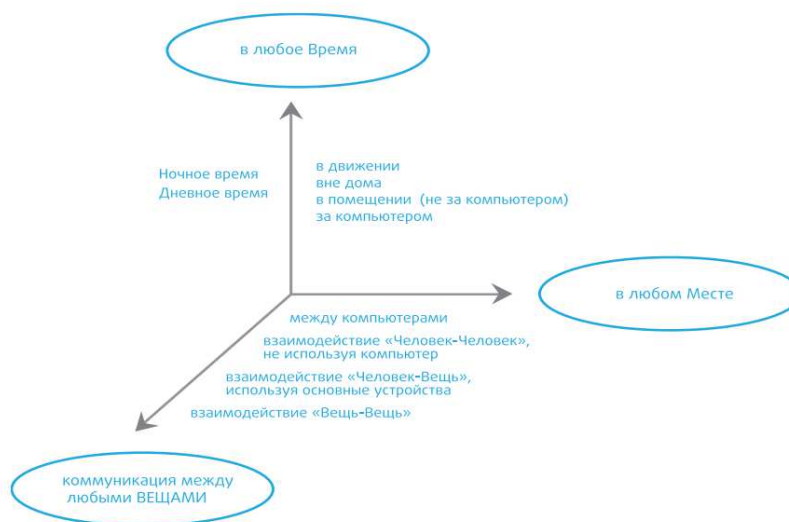 в любое Время
Ночное время
Дневное время
в движении
вне дома
в помещении (не за компьютером)
за компьютером
в любом Месте
между компьютерами
взаимодействие «Человек-Человек»,
не используя компьютер
взаимодействие «Человек-Вещь»,
используя основные устройства
взаимодействие «Вещь-Вещь»
коммуникация между
любыми ВЕЩАМИ